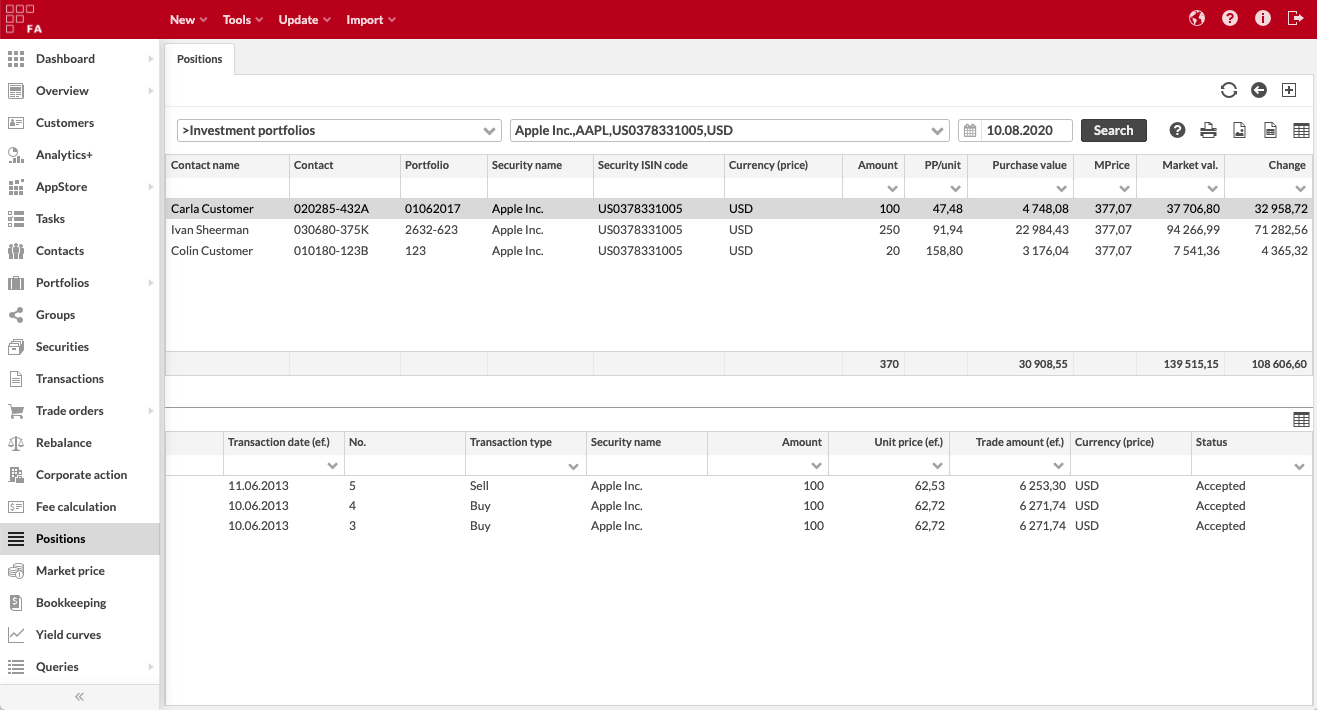 FA
New Tools Update Import
Dashboard
Overview
Customers
Analytics+
AppStore
Tasks
Contacts
Portfolios
Groups
Securities
Transactions
Trade orders
Rebalance
Corporate action
Fee calculation
Positions
Market price
Bookkeeping
Yield curves
Queries
Positions
>Investment portfolios Apple Inc.,AAPL,US0378331005,USD 10.08.2020 Search
Contact name Contact Portfolio Security name Security ISIN code Currency (price) Amount PP/unit Purchase value MPrice Market val. Change
Carla Customer 020285-432A 01062017 Apple Inc. US0378331005 USD 100 47,48 4 748,08 377,07 37 706,80 32 958,72
Ivan Sheerman 030680-375K 2632-623 Apple Inc. US0378331005 USD 250 91,94 22 984,43 377,07 94 266,99 71 282,56
Colin Customer 010180-123B 123 Apple Inc. US0378331005 USD 20 158,80 3 176,04 377,07 7 541,36 4 365,32
370 30 908,55 139 515,15 108 606,60
Transaction date (ef.) No. Transaction type Security name Amount Unit price (ef.) Trade amount (ef.) Currency (price) Status
11.06.2013 5 Sell Apple Inc. 100 62,53 6 253,30 USD Accepted
10.06.2013 4 Buy Apple Inc. 100 62,72 6 271,74 USD Accepted
10.06.2013 3 Buy Apple Inc. 100 62,72 6 271,74 USD Accepted